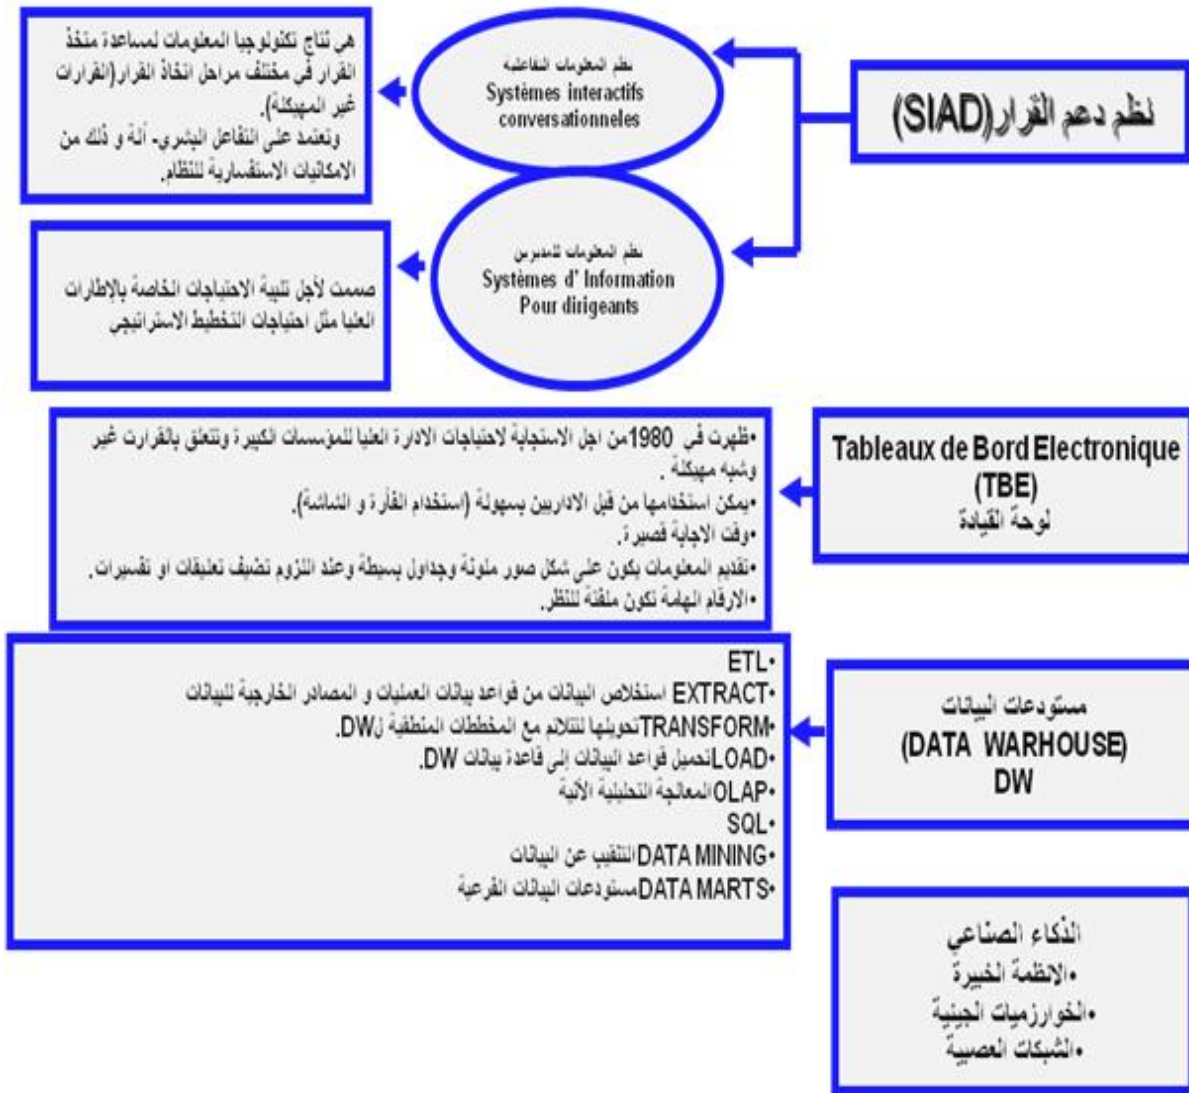 نظم دعم القرار(SIAD)
نظم المعلومات التفاعلية
Systèmes interactifs
conversationneles
هي نتاج تكنولوجيا المعلومات لمساعدة متخذ
القرار في مختلف مراحل اتخاذ القرار(القرارات
غير المهيكلة).
وتعتمد على التفاعل البشري- آلة و ذلك من
الامكانيات الاستفسارية للنظام.
نظم المعلومات للمديرين
Systèmes d' Information
Pour dirigeants
صممت لأجل تلبية الاحتياجات الخاصة بالإطارات
العليا مثل احتياجات التخطيط الاستراتيجي
Tableaux de Bord Electronique
(TBE)
لوحة القيادة
•ظهرت في 1980من اجل الاستجابة لاحتياجات الادارة العليا للمؤسسات الكبيرة وتتعلق بالقرارت غير
وشبه مهيكلة .
•يمكن استخدامها من قبل الاداريين بسهولة (استخدام الفأرة و الشاشة).
•وقت الاجابة قصيرة.
•تقديم المعلومات يكون على شكل صور ملونة وجداول بسيطة وعند اللزوم تضيف تعليقات او تفسيرات.
•الارقام الهامة تكون ملفتة للنظر.
مستودعات البيانات
(DATA WARHOUSE)
DW
•ETL
•EXTRACT استخلاص البيانات من قواعد بيانات العمليات و المصادر الخارجية للبيانات
•TRANSFORMتحويلها لتتلائم مع المخططات المنطقية لDW.
•LOADتحميل قواعد البيانات إلى قاعدة بيانات DW.
•OLAPالمعالجة التحليلية الآنية
•SQL
•DATA MININGالتنقيب عن البيانات
•DATA MARTSمستودعات البيانات الفرعية
الذكاء الصناعي
•الانظمة الخبيرة
•الخوارزميات الجينية
•الشبكات العصبية